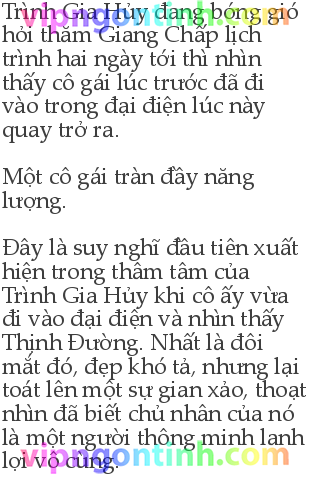 Trình Gia Hủy đang bóng gió
vipngontinh.com
hỏi thăm Giang Chấp lịch
trình hai ngày tới thì nhìn
thấy cô gái lúc trước đã đi
vào trong đại điện lúc này
quay trở ra.
Một cô gái tràn đầy năng
lượng.
Đây là suy nghĩ đầu tiên xuất
hiện trong thâm tâm của
Trình Gia Hủy khi cô ấy vừa
đi vào đại điện và nhìn thấy
Thịnh Đường. Nhất là đôi
mắt đó, đẹp khó tả, nhưng lại
toát lên một sự gian xảo, thoạt
nhìn đã biết chủ nhân của nó
là một người thông minh lanh
lợi vô cùng.
vipngontinh.com